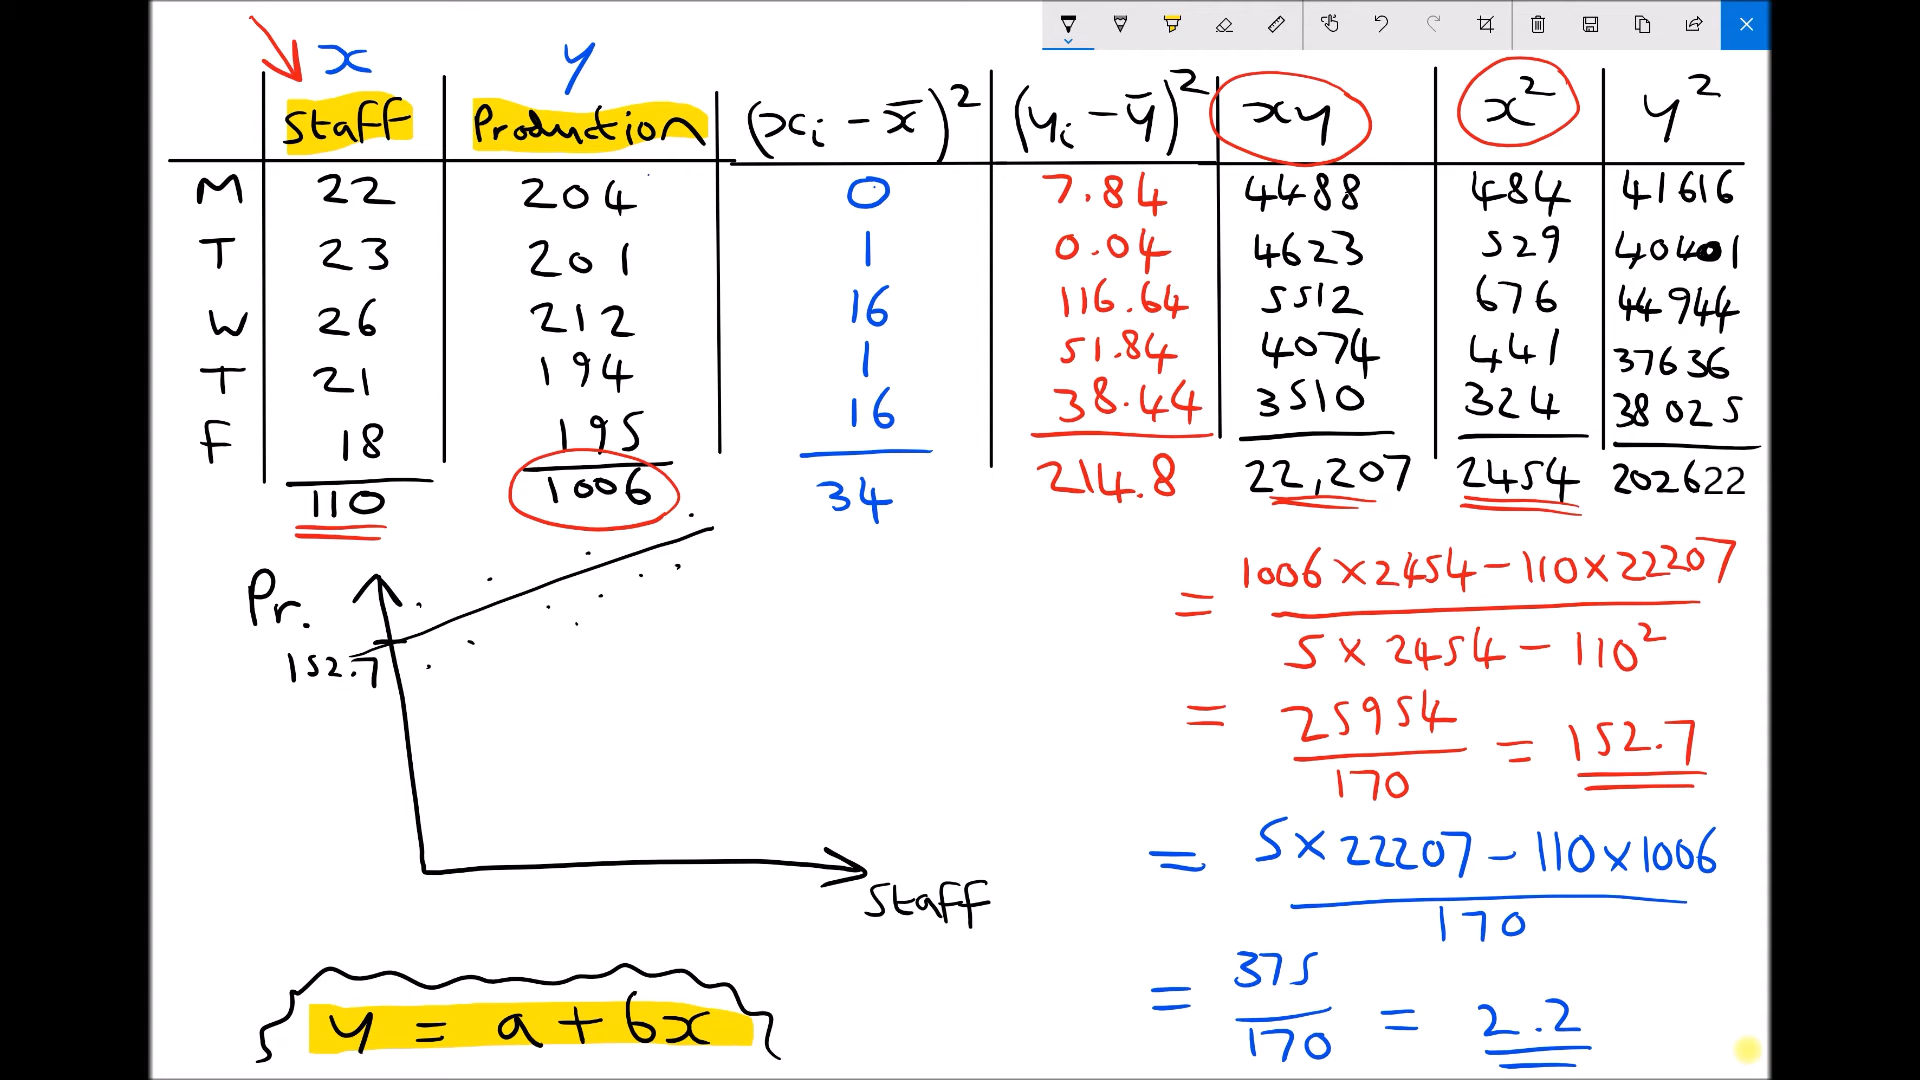 x y
Staff Production (xi - x̄)² (yi - ȳ)² xy x² y²
M 22 204 0 7.84 4488 484 41616
T 23 201 1 0.04 4623 529 40401
W 26 212 16 116.64 5512 676 44944
T 21 194 1 51.84 4074 441 37636
F 18 195 16 38.44 3510 324 38025
110 1006 34 214.8 22,207 2454 202622
Pr.
152.7
Staff
y = a + bx
= 1006 × 2454 - 110 × 22207
5 × 2454 - 110²
= 25954 = 152.7
170
= 5 × 22207 - 110 × 1006
170
= 375 = 2.2
170